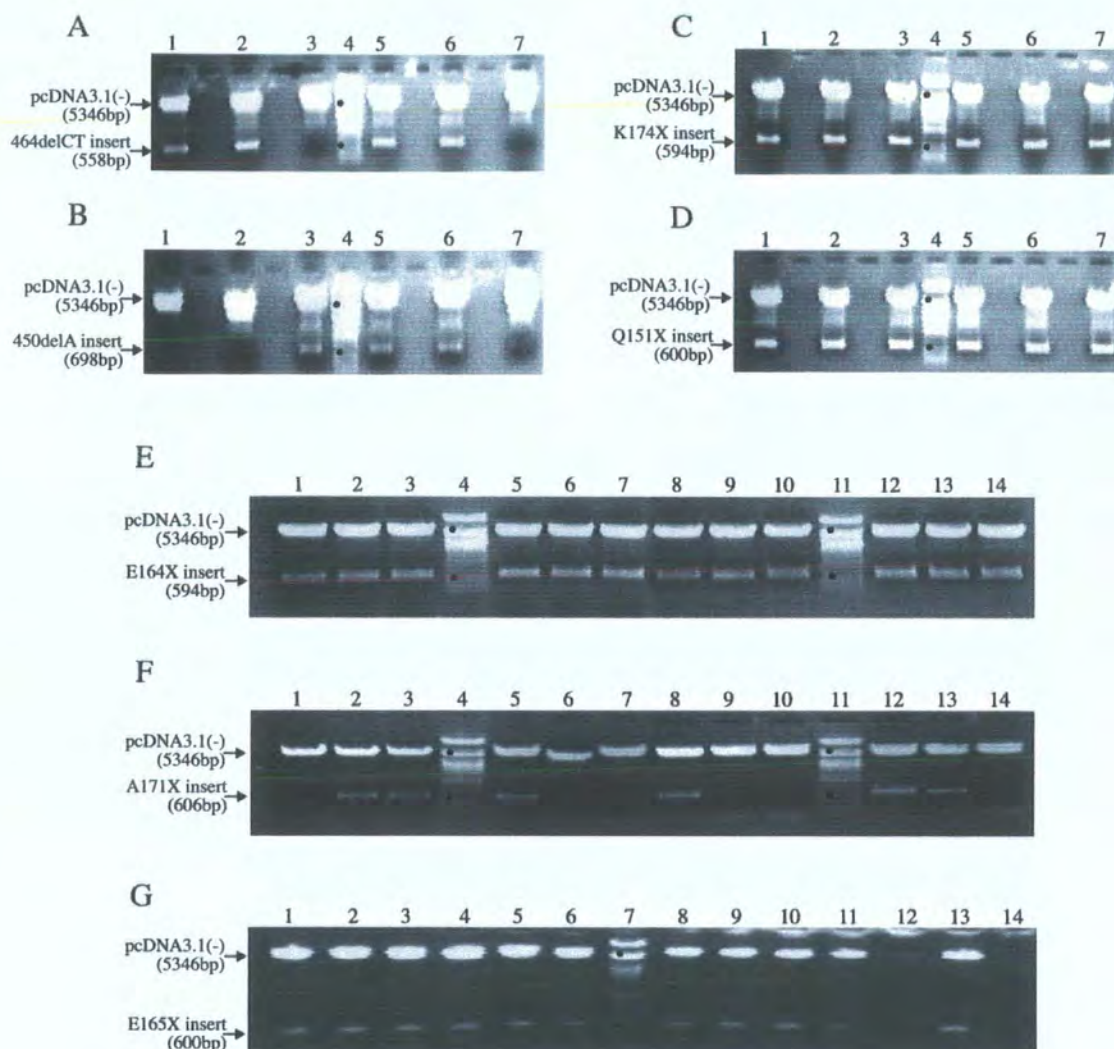 A
1 2 3 4 5 6 7
pcDNA3.1(-)
(5346bp)
464delCT insert
(558bp)
B
1 2 3 4 5 6 7
pcDNA3.1(-)
(5346bp)
450delA insert
(698bp)
C
1 2 3 4 5 6 7
pcDNA3.1(-)
(5346bp)
K174X insert
(594bp)
D
1 2 3 4 5 6 7
pcDNA3.1(-)
(5346bp)
Q151X insert
(600bp)
E
1 2 3 4 5 6 7 8 9 10 11 12 13 14
pcDNA3.1(-)
(5346bp)
E164X insert
(594bp)
F
1 2 3 4 5 6 7 8 9 10 11 12 13 14
pcDNA3.1(-)
(5346bp)
A171X insert
(606bp)
G
1 2 3 4 5 6 7 8 9 10 11 12 13 14
pcDNA3.1(-)
(5346bp)
E165X insert
(600bp)